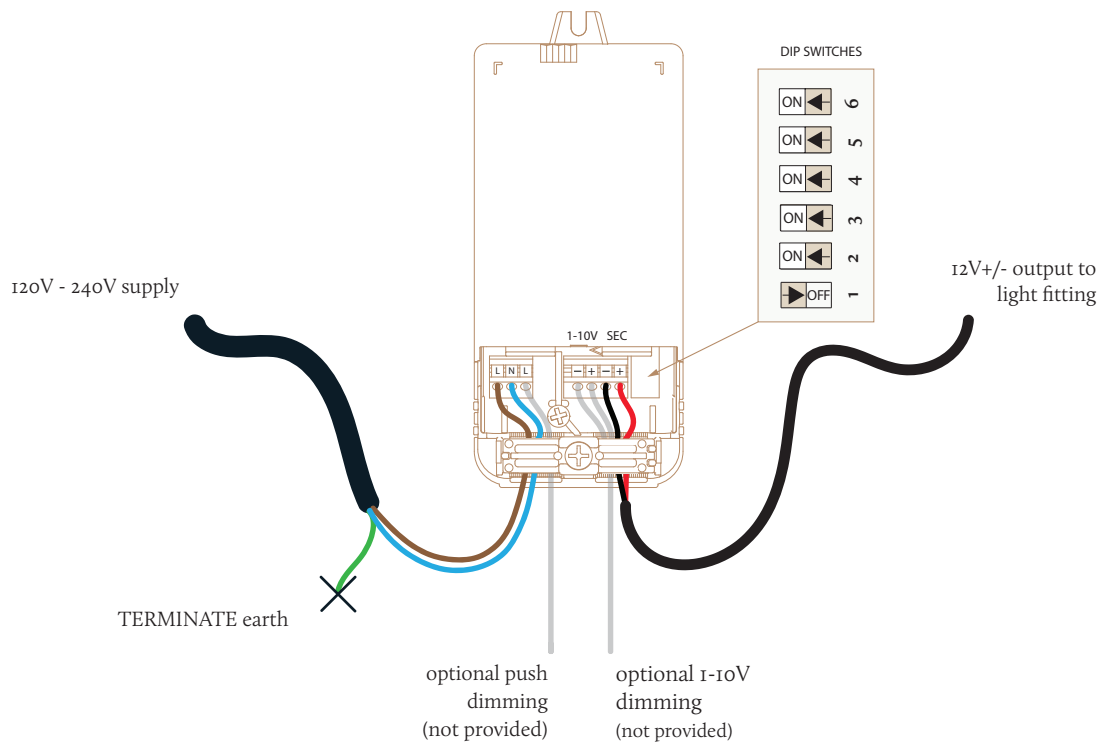 DIP SWITCHES
ON 6
ON 5
ON 4
ON 3
ON 2
OFF 1
120V - 240V supply
12V+/- output to
light fitting
1-10V SEC
L N L − + − +
TERMINATE earth
optional push
dimming
(not provided)
optional 1-10V
dimming
(not provided)